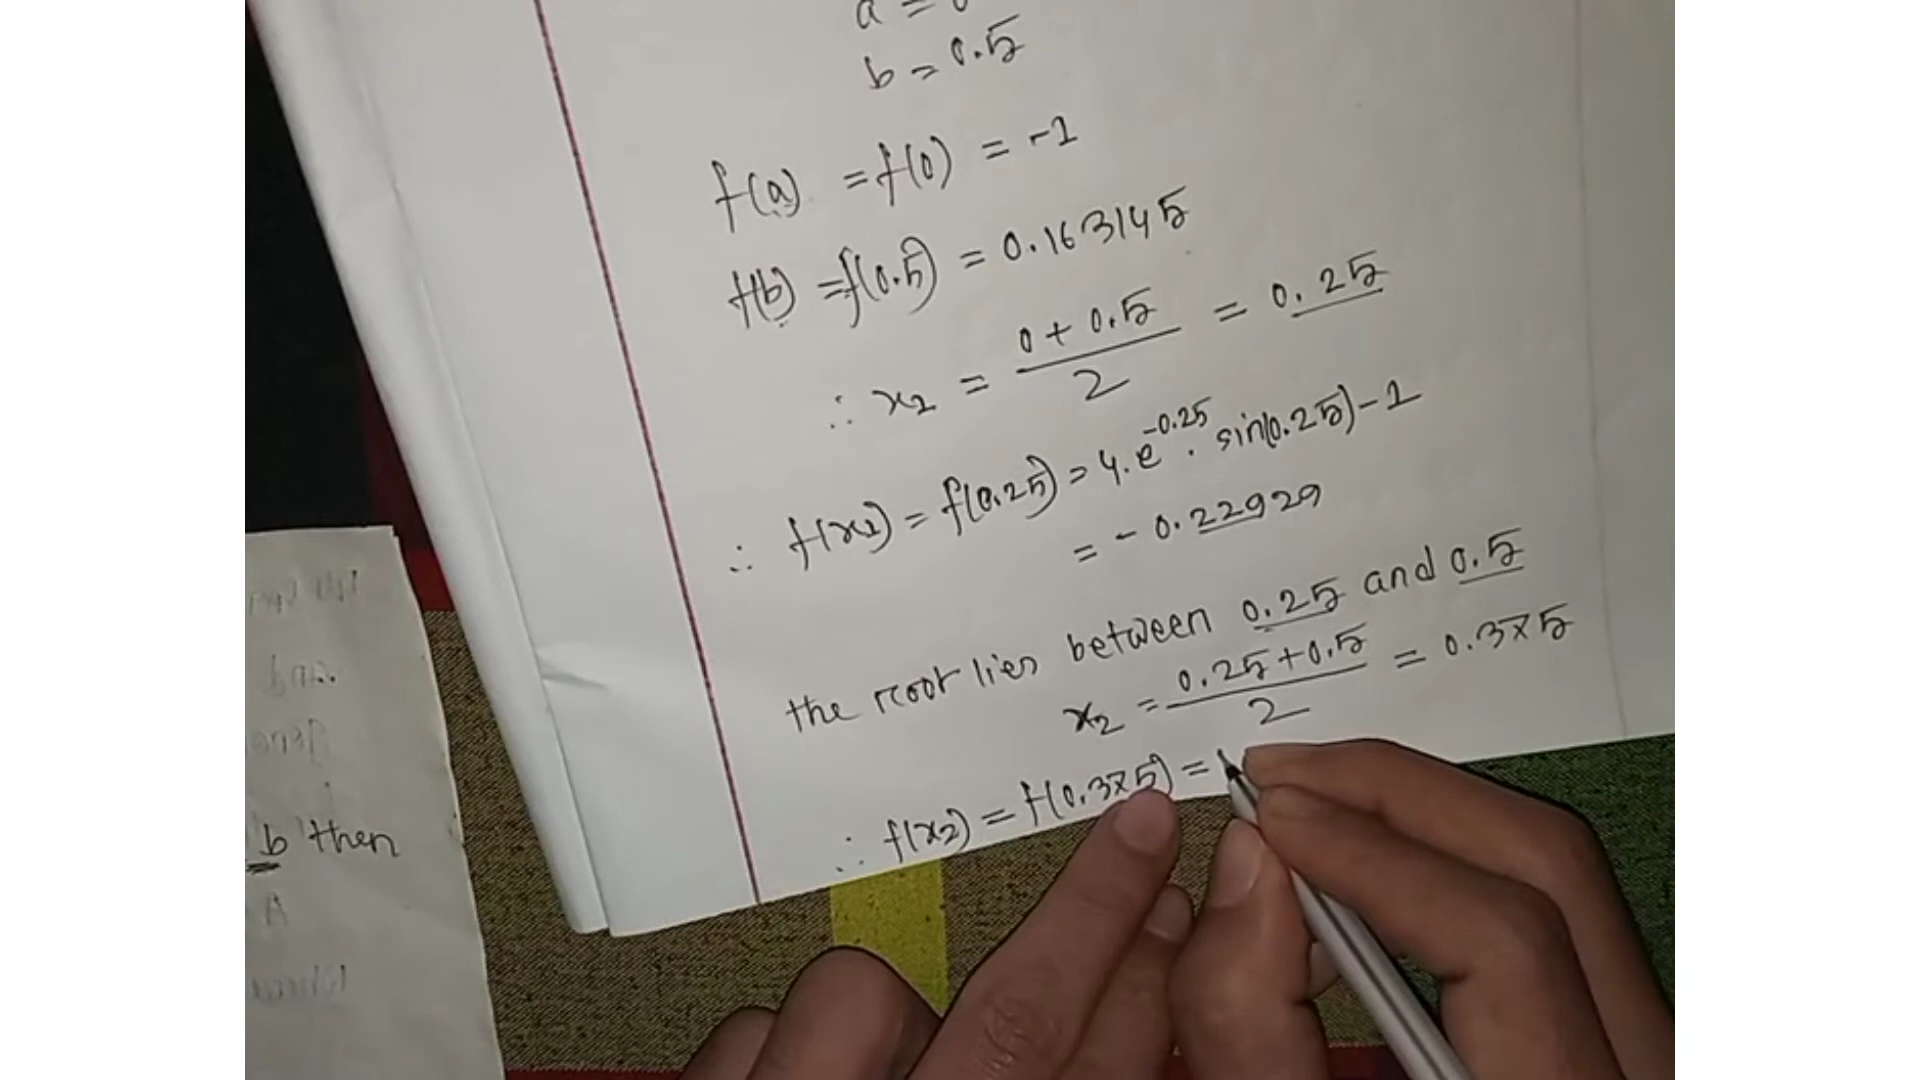 a =
b = 0.5
f(a) = f(0) = -1
f(b) = f(0.5) = 0.163145
∴ x1 = (0 + 0.5)/2 = 0.25
∴ f(x1) = f(0.25) = 4.e^-0.25 . sin(0.25) - 1
= - 0.22929
the root lies between 0.25 and 0.5
x2 = (0.25 + 0.5)/2 = 0.375
∴ f(x2) = f(0.375) =
b then